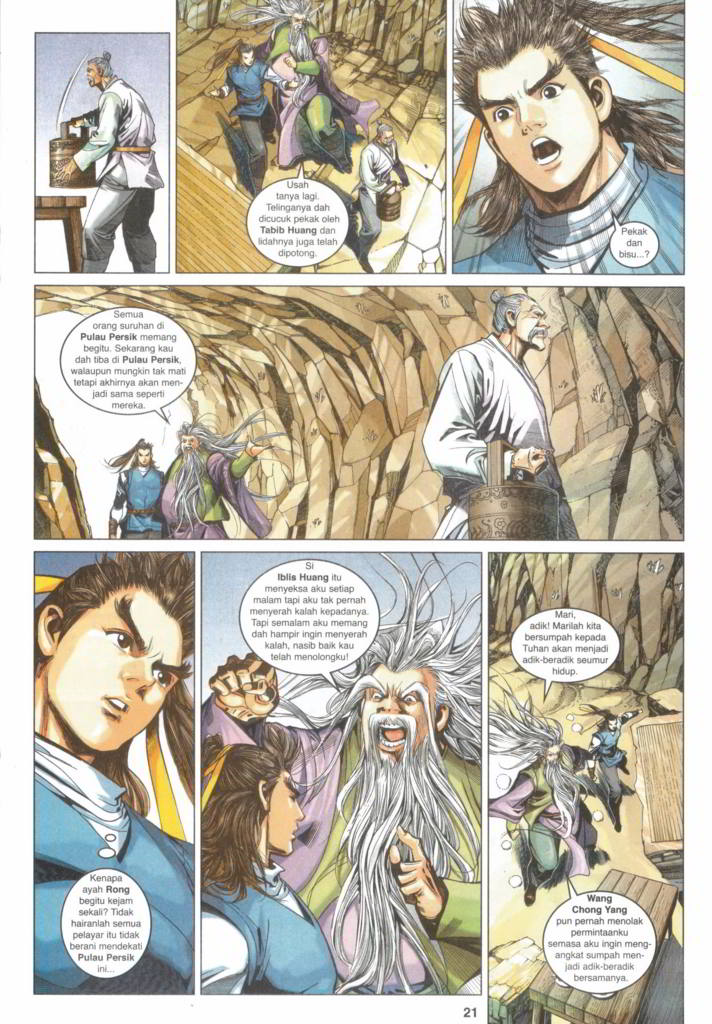 Usah
tanya lagi.
Telinganya dah
dicucuk pekak oleh
Tabib Huang dan
lidahnya juga telah
dipotong.
Pekak
dan
bisu...?
Semua
orang suruhan di
Pulau Persik memang
begitu. Sekarang kau
dah tiba di Pulau Persik,
walaupun mungkin tak mati
tetapi akhirnya akan men-
jadi sama seperti
mereka.
Kenapa
ayah Rong
begitu kejam
sekali? Tidak
hairanlah semua
pelayar itu tidak
berani mendekati
Pulau Persik
ini...
Si
Iblis Huang itu
menyeksa aku setiap
malam tapi aku tak pernah
menyerah kalah kepadanya.
Tapi semalam aku memang
dah hampir ingin menyerah
kalah, nasib baik kau
telah menolongku!
Mari,
adik! Marilah kita
bersumpah kepada
Tuhan akan menjadi
adik-beradik seumur
hidup.
Wang
Chong Yang
pun pernah menolak
permintaanku
semasa aku ingin meng-
angkat sumpah men-
jadi adik-beradik
bersamanya.
21